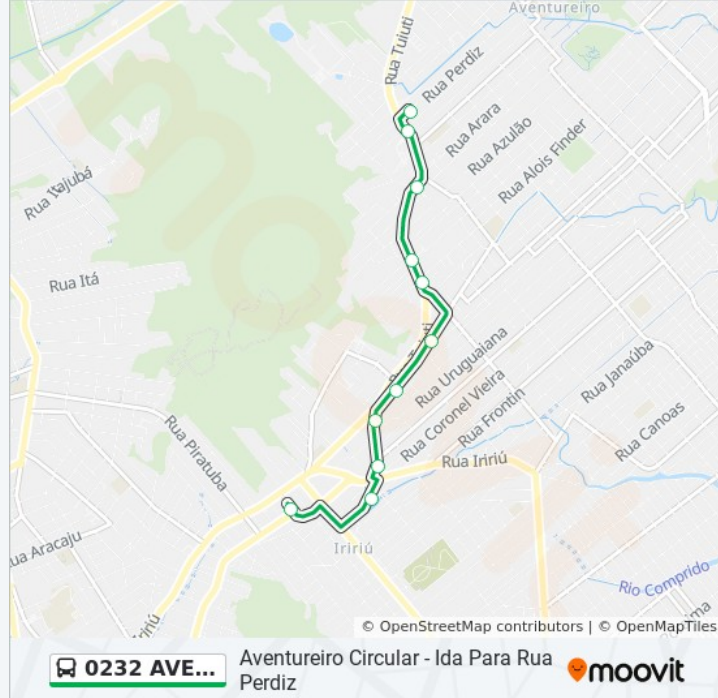 Aventureiro
Rua Tuiuti
Rua Perdiz
Rua Arara
Rua Azulão
Rua Alois Finder
Rua Itá
Rua Uruguaiana
Rua Janaúba
Rua Coronel Vieira
Rua Frontin
Rua Canoas
Rua Piratuba
Rua Iririú
Rua Aracaju
Iririú
Rio Comprido
© OpenStreetMap contributors | © OpenMapTiles
0232 AVE...
Aventureiro Circular - Ida Para Rua
Perdiz
moovit